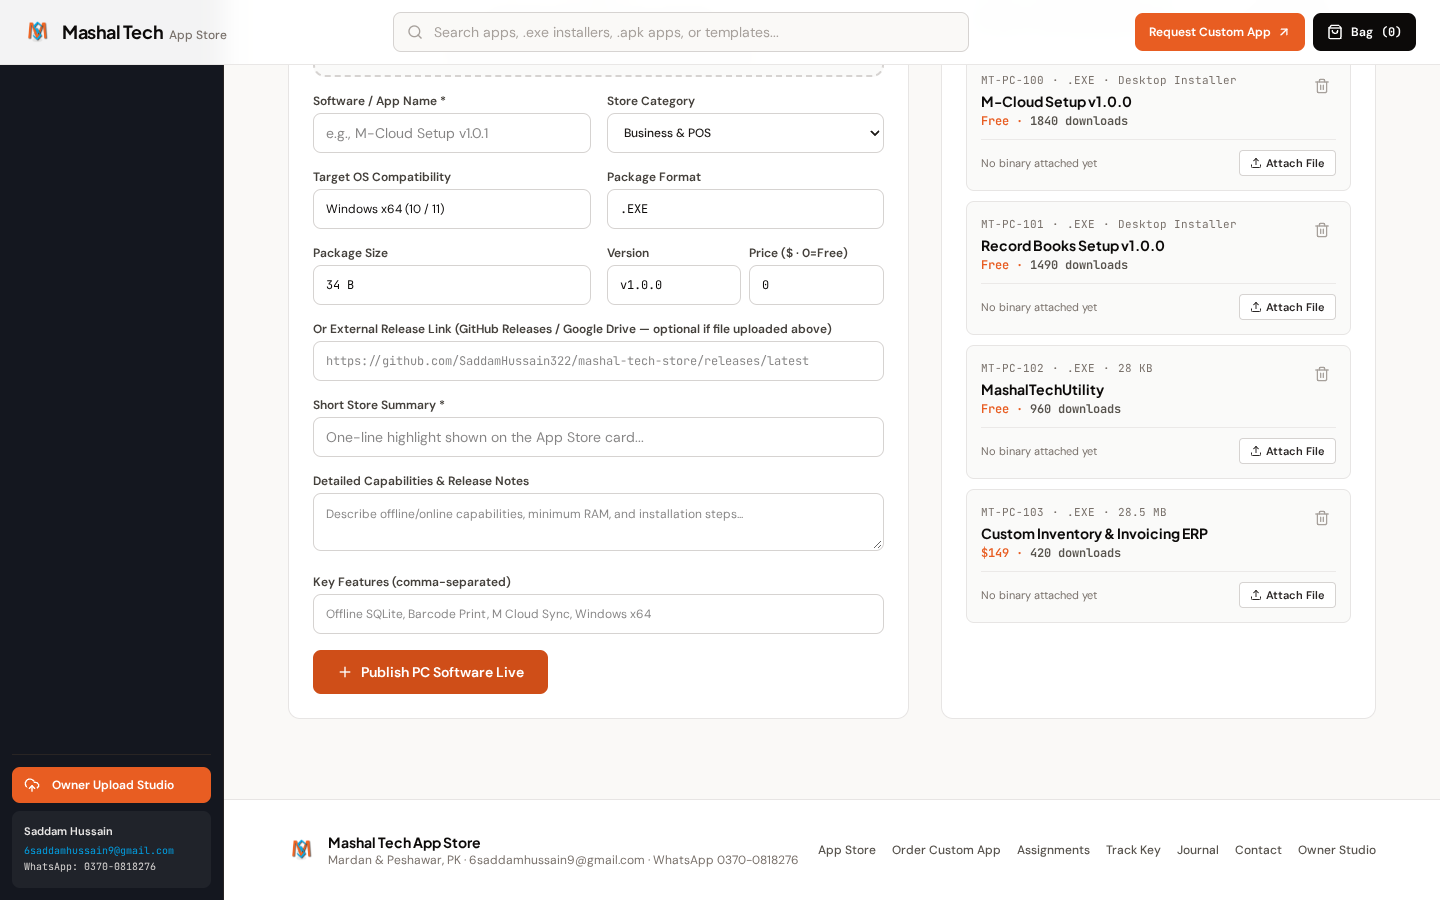 Mashal Tech App Store
Search apps, .exe installers, .apk apps, or templates...
Request Custom App
Bag (0)
Software / App Name *
Store Category
e.g., M-Cloud Setup v1.0.1
Business & POS
Target OS Compatibility
Package Format
Windows x64 (10 / 11)
.EXE
Package Size
Version
Price ($ · 0=Free)
34 B
v1.0.0
0
Or External Release Link (GitHub Releases / Google Drive — optional if file uploaded above)
https://github.com/SaddamHussain322/mashal-tech-store/releases/latest
Short Store Summary *
One-line highlight shown on the App Store card...
Detailed Capabilities & Release Notes
Describe offline/online capabilities, minimum RAM, and installation steps...
Key Features (comma-separated)
Offline SQLite, Barcode Print, M Cloud Sync, Windows x64
Publish PC Software Live
MT-PC-100 · .EXE · Desktop Installer
M-Cloud Setup v1.0.0
Free · 1840 downloads
No binary attached yet
Attach File
MT-PC-101 · .EXE · Desktop Installer
Record Books Setup v1.0.0
Free · 1490 downloads
No binary attached yet
Attach File
MT-PC-102 · .EXE · 28 KB
MashalTechUtility
Free · 960 downloads
No binary attached yet
Attach File
MT-PC-103 · .EXE · 28.5 MB
Custom Inventory & Invoicing ERP
$149 · 420 downloads
No binary attached yet
Attach File
Owner Upload Studio
Saddam Hussain
6saddamhussain9@gmail.com
WhatsApp: 0370-0818276
Mashal Tech App Store
Mardan & Peshawar, PK · 6saddamhussain9@gmail.com · WhatsApp 0370-0818276
App Store
Order Custom App
Assignments
Track Key
Journal
Contact
Owner Studio